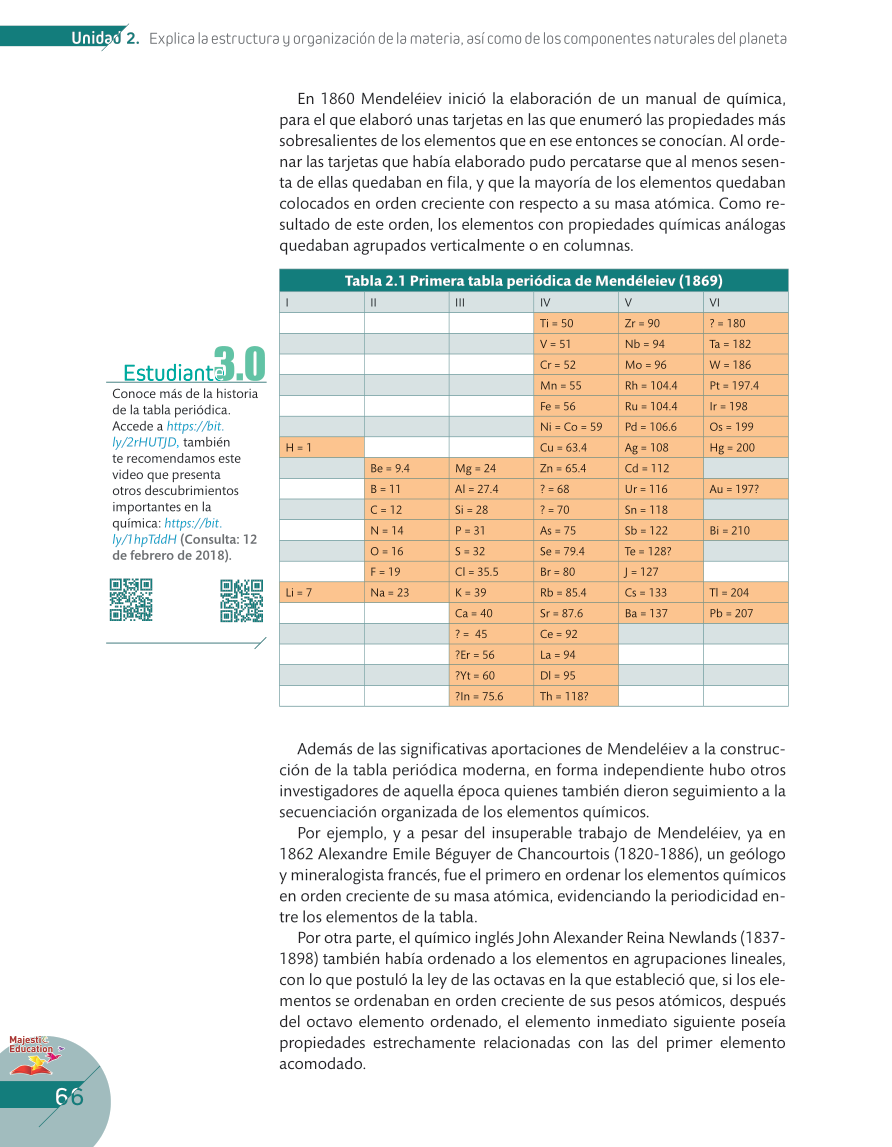 Unidad 2. Explica la estructura y organización de la materia, así como de los componentes naturales del planeta
En 1860 Mendeléiev inició la elaboración de un manual de química,
para el que elaboró unas tarjetas en las que enumeró las propiedades más
sobresalientes de los elementos que en ese entonces se conocían. Al orde-
nar las tarjetas que había elaborado pudo percatarse que al menos sesen-
ta de ellas quedaban en fila, y que la mayoría de los elementos quedaban
colocados en orden creciente con respecto a su masa atómica. Como re-
sultado de este orden, los elementos con propiedades químicas análogas
quedaban agrupados verticalmente o en columnas.
Tabla 2.1 Primera tabla periódica de Mendéleiev (1869)
I II III IV V VI
Ti = 50 Zr = 90 ? = 180
V = 51 Nb = 94 Ta = 182
Cr = 52 Mo = 96 W = 186
Mn = 55 Rh = 104.4 Pt = 197.4
Fe = 56 Ru = 104.4 Ir = 198
Ni = Co = 59 Pd = 106.6 Os = 199
H = 1 Cu = 63.4 Ag = 108 Hg = 200
Be = 9.4 Mg = 24 Zn = 65.4 Cd = 112
B = 11 Al = 27.4 ? = 68 Ur = 116 Au = 197?
C = 12 Si = 28 ? = 70 Sn = 118
N = 14 P = 31 As = 75 Sb = 122 Bi = 210
O = 16 S = 32 Se = 79.4 Te = 128?
F = 19 Cl = 35.5 Br = 80 J = 127
Li = 7 Na = 23 K = 39 Rb = 85.4 Cs = 133 Tl = 204
Ca = 40 Sr = 87.6 Ba = 137 Pb = 207
? = 45 Ce = 92
?Er = 56 La = 94
?Yt = 60 Dl = 95
?In = 75.6 Th = 118?
Estudiante 3.0
Conoce más de la historia
de la tabla periódica.
Accede a https://bit.
ly/2rHUTJD, también
te recomendamos este
video que presenta
otros descubrimientos
importantes en la
química: https://bit.
ly/1hpTddH (Consulta: 12
de febrero de 2018).
Además de las significativas aportaciones de Mendeléiev a la construc-
ción de la tabla periódica moderna, en forma independiente hubo otros
investigadores de aquella época quienes también dieron seguimiento a la
secuenciación organizada de los elementos químicos.
Por ejemplo, y a pesar del insuperable trabajo de Mendeléiev, ya en
1862 Alexandre Emile Béguyer de Chancourtois (1820-1886), un geólogo
y mineralogista francés, fue el primero en ordenar los elementos químicos
en orden creciente de su masa atómica, evidenciando la periodicidad en-
tre los elementos de la tabla.
Por otra parte, el químico inglés John Alexander Reina Newlands (1837-
1898) también había ordenado a los elementos en agrupaciones lineales,
con lo que postuló la ley de las octavas en la que estableció que, si los ele-
mentos se ordenaban en orden creciente de sus pesos atómicos, después
del octavo elemento ordenado, el elemento inmediato siguiente poseía
propiedades estrechamente relacionadas con las del primer elemento
acomodado.
Majestic
Education
66